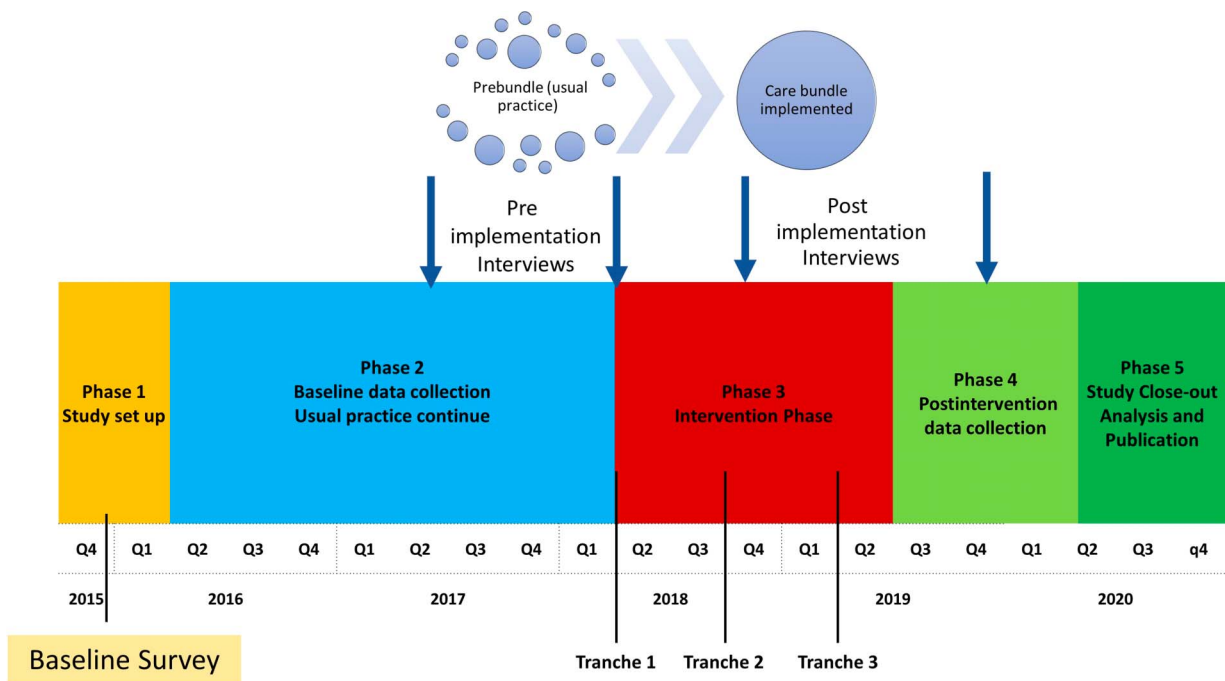 Prebundle (usual
practice)
Care bundle
implemented
Pre
implementation
Interviews
Post
implementation
Interviews
Phase 1
Study set up
Phase 2
Baseline data collection
Usual practice continue
Phase 3
Intervention Phase
Phase 4
Postintervention
data collection
Phase 5
Study Close-out
Analysis and
Publication
Q4 Q1 Q2 Q3 Q4 Q1 Q2 Q3 Q4 Q1 Q2 Q3 Q4 Q1 Q2 Q3 Q4 Q1 Q2 Q3 q4
2015 2016 2017 2018 2019 2020
Baseline Survey
Tranche 1 Tranche 2 Tranche 3